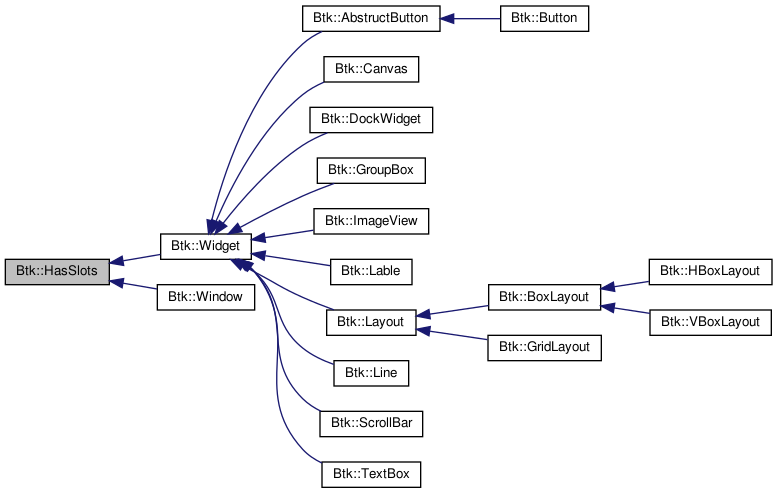 Btk::AbstructButton
Btk::Button
Btk::Canvas
Btk::DockWidget
Btk::GroupBox
Btk::ImageView
Btk::Widget
Btk::HasSlots
Btk::Lable
Btk::HBoxLayout
Btk::Window
Btk::BoxLayout
Btk::Layout
Btk::VBoxLayout
Btk::GridLayout
Btk::Line
Btk::ScrollBar
Btk::TextBox